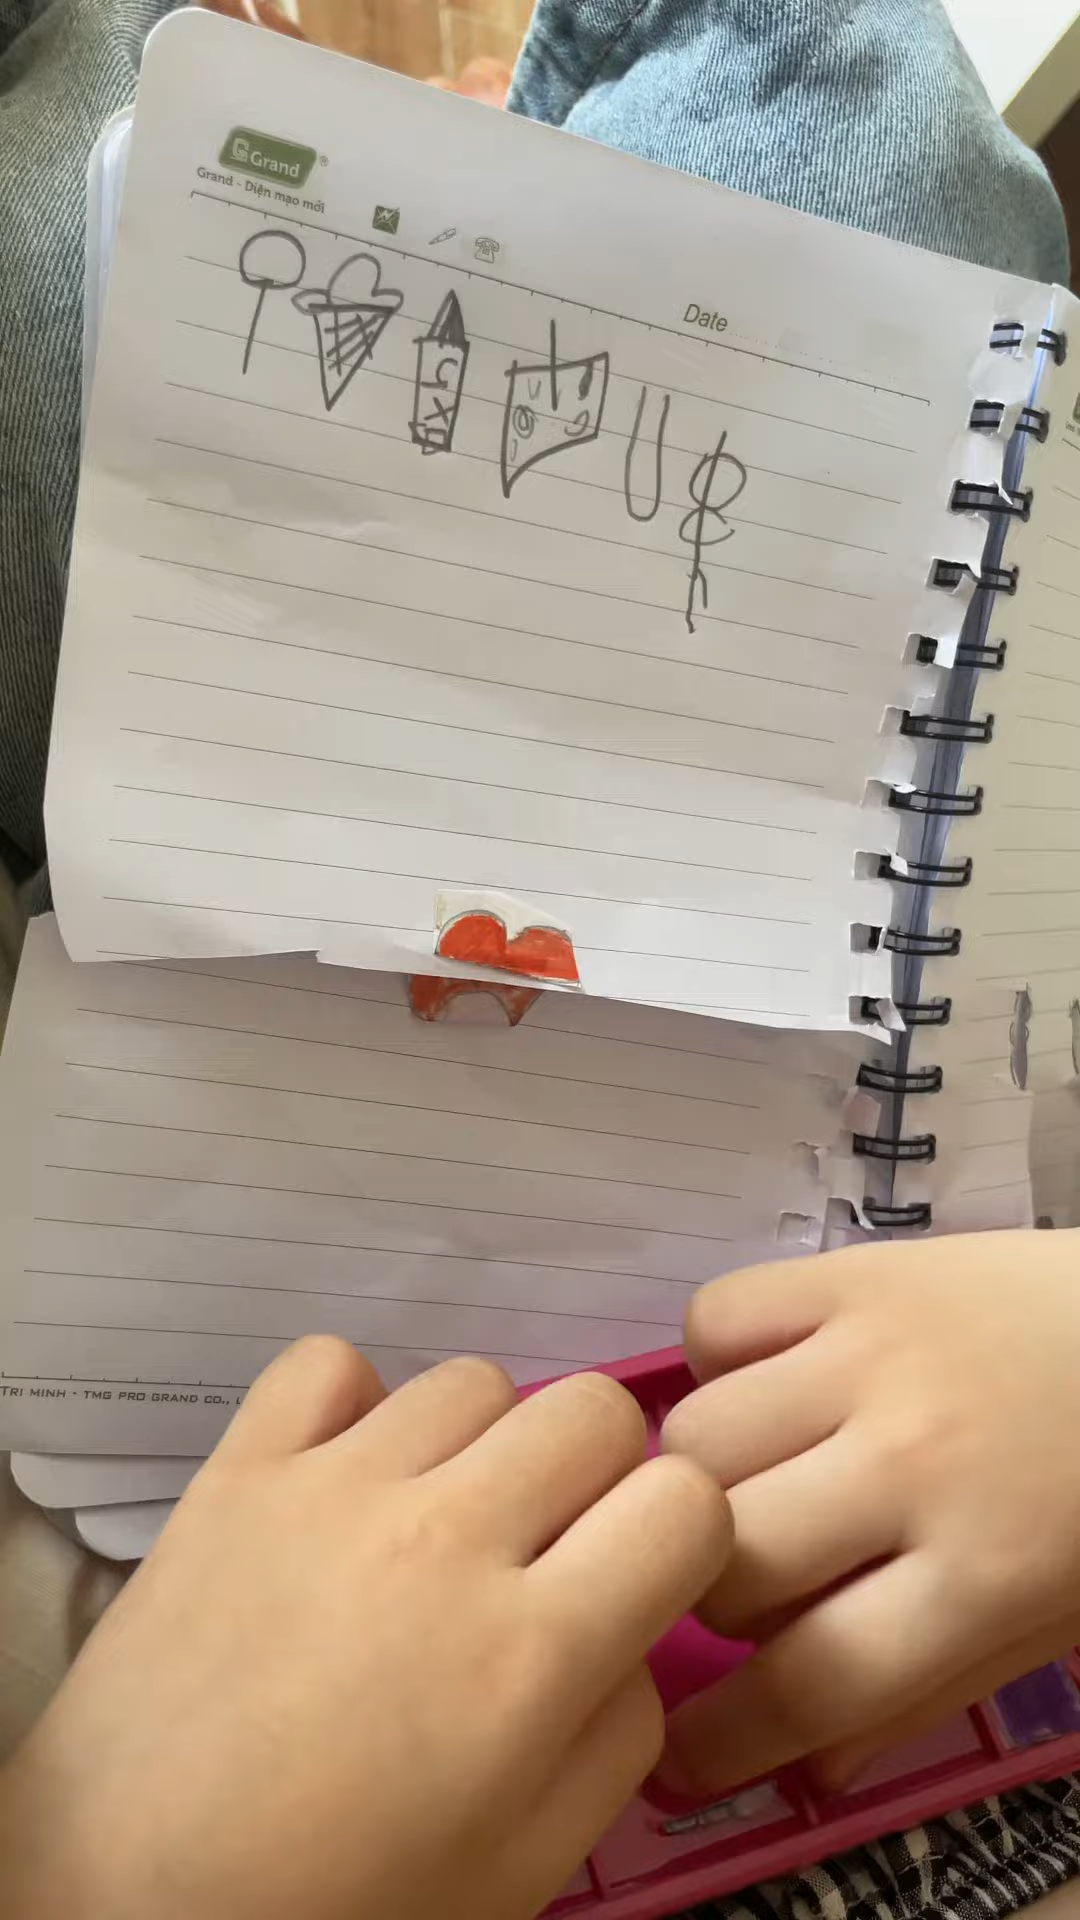 Grand®
Grand - Diện mạo mới
Date
TRI MINH • TMG PRO GRAND CO., L